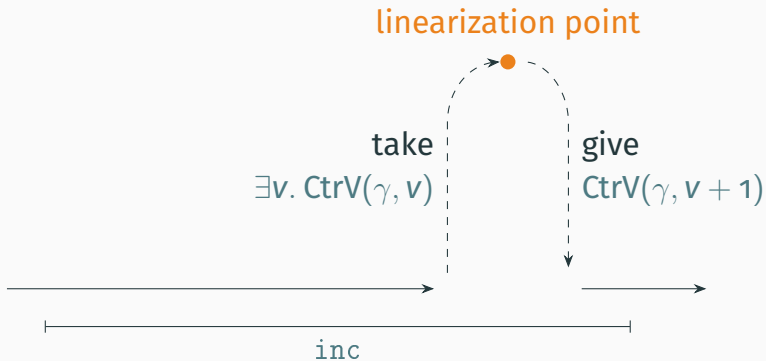 linearization point
take
give
∃v. CtrV(γ, v)
CtrV(γ, v + 1)
inc